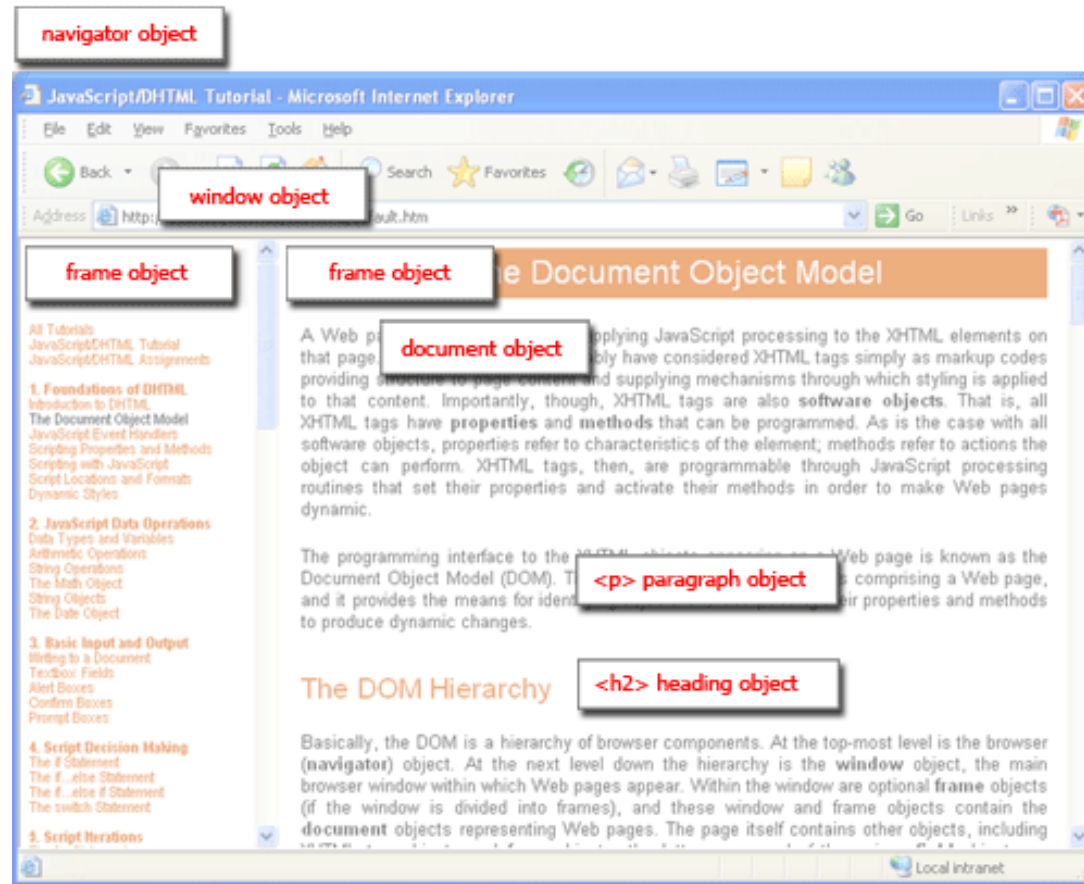 navigator object
JavaScript/DHTML Tutorial - Microsoft Internet Explorer
File Edit View Favorites Tools Help
Back Search Favorites
window object
Address http:/ ault.htm Go Links »
frame object
All Tutorials
JavaScript/DHTML Tutorial
JavaScript/DHTML Assignments
1. Foundations of DHTML
Introduction to DHTML
The Document Object Model
JavaScript Event Handlers
Scripting Properties and Methods
Scripting with JavaScript
Script Locations and Formats
Dynamic Styles
2. JavaScript Data Operations
Data Types and Variables
Arithmetic Operations
String Operations
The Math Object
String Objects
The Date Object
3. Basic Input and Output
Writing to a Document
Textbox Fields
Alert Boxes
Confirm Boxes
Prompt Boxes
4. Script Decision Making
The if Statement
The if...else Statement
The if...else if Statement
The switch Statement
5. Script Iterations
frame object
e Document Object Model
A Web p pplying JavaScript processing to the XHTML elements on
document object
that page. bly have considered XHTML tags simply as markup codes
providing structure to page content and supplying mechanisms through which styling is applied
to that content. Importantly, though, XHTML tags are also software objects. That is, all
XHTML tags have properties and methods that can be programmed. As is the case with all
software objects, properties refer to characteristics of the element; methods refer to actions the
object can perform. XHTML tags, then, are programmable through JavaScript processing
routines that set their properties and activate their methods in order to make Web pages
dynamic.
The programming interface to the XHTML objects appearing on a Web page is known as the
<p> paragraph object
Document Object Model (DOM). T s comprising a Web page,
and it provides the means for ident eir properties and methods
to produce dynamic changes.
The DOM Hierarchy
<h2> heading object
Basically, the DOM is a hierarchy of browser components. At the top-most level is the browser
(navigator) object. At the next level down the hierarchy is the window object, the main
browser window within which Web pages appear. Within the window are optional frame objects
(if the window is divided into frames), and these window and frame objects contain the
document objects representing Web pages. The page itself contains other objects, including
Local intranet